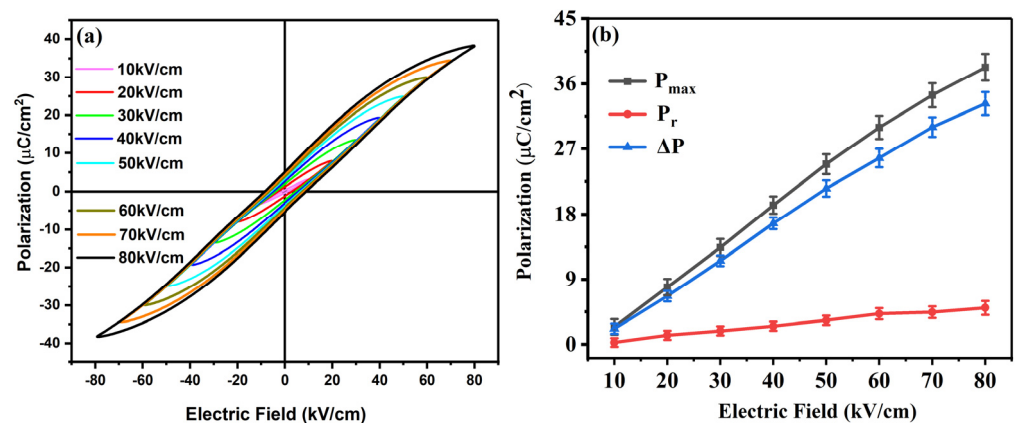 (a)
10kV/cm
20kV/cm
30kV/cm
40kV/cm
50kV/cm
60kV/cm
70kV/cm
80kV/cm
40
30
20
10
0
-10
-20
-30
-40
Polarization (μC/cm²)
-80 -60 -40 -20 0 20 40 60 80
Electric Field (kV/cm)
(b)
Pmax
Pr
ΔP
45
36
27
18
9
0
Polarization (μC/cm²)
10 20 30 40 50 60 70 80
Electric Field (kV/cm)